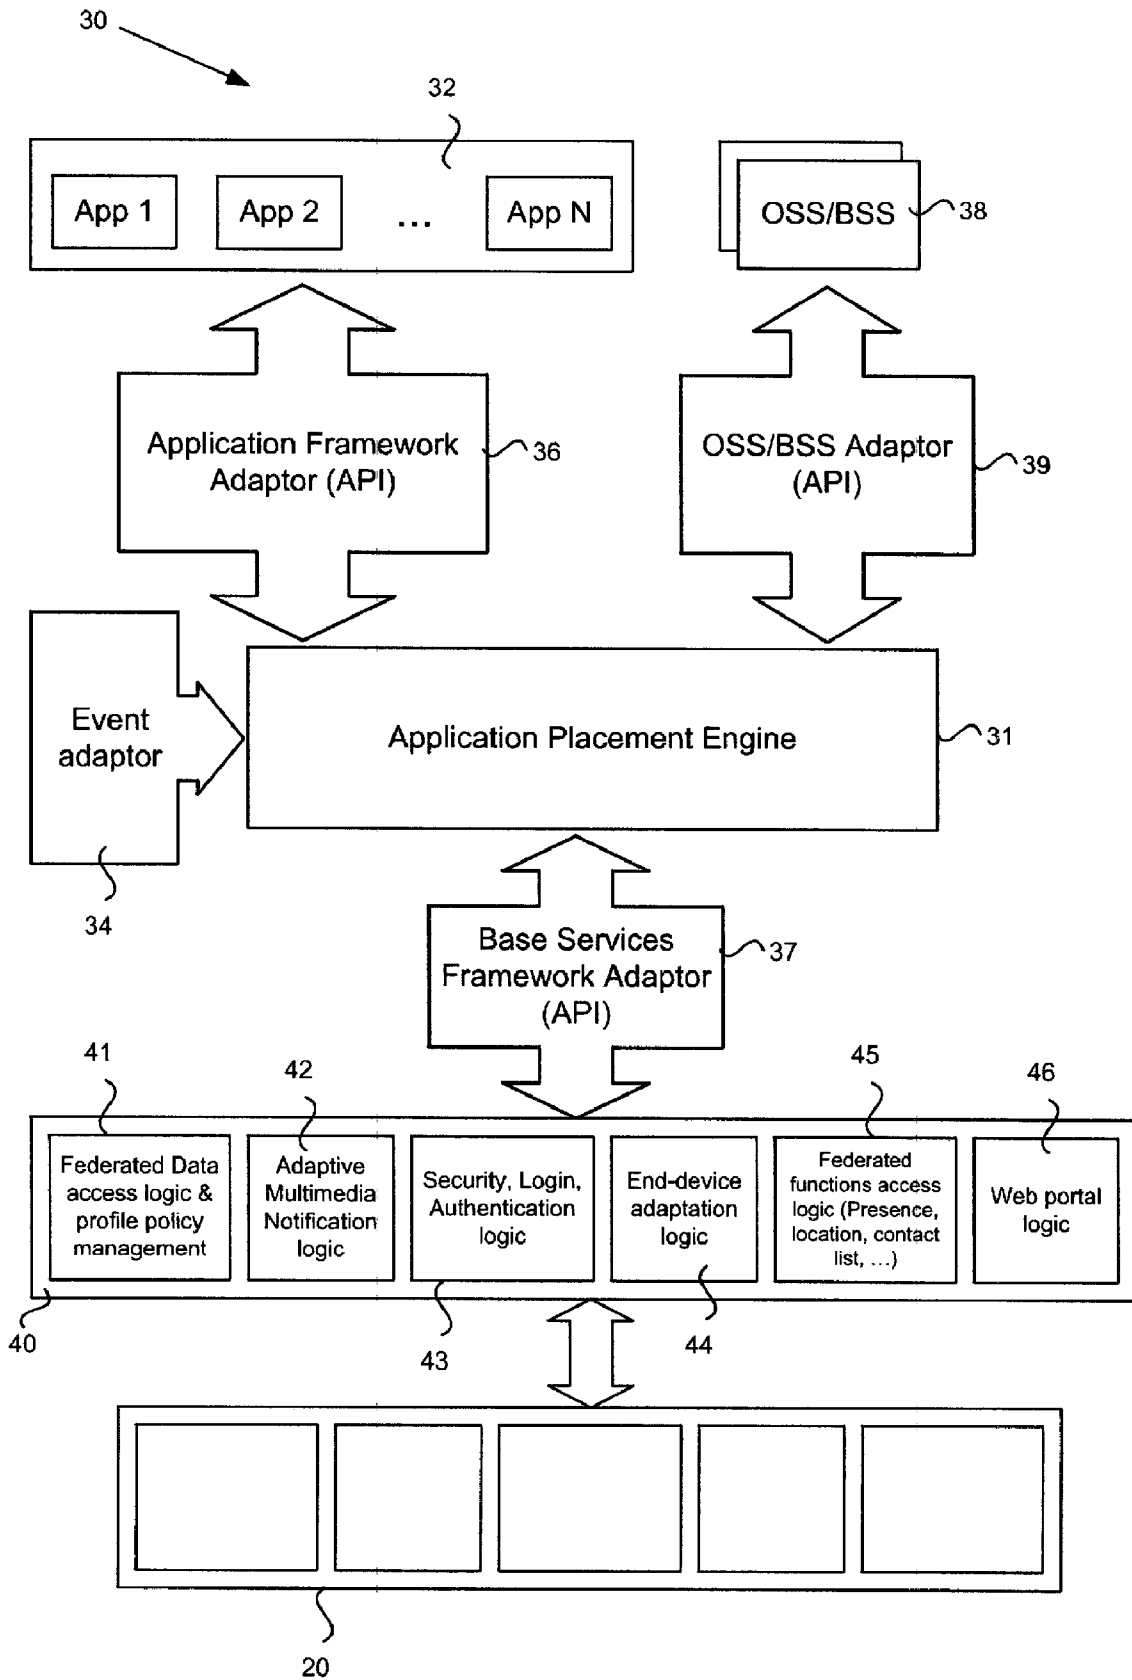 30
32
App 1
App 2
...
App N
OSS/BSS
38
Application Framework
Adaptor (API)
36
OSS/BSS Adaptor
(API)
39
Event
adaptor
34
Application Placement Engine
31
Base Services
Framework Adaptor
(API)
37
41
42
45
46
Federated Data
access logic &
profile policy
management
Adaptive
Multimedia
Notification
logic
Security, Login,
Authentication
logic
End-device
adaptation
logic
Federated
functions access
logic (Presence,
location, contact
list, ...)
Web portal
logic
40
43
44
20